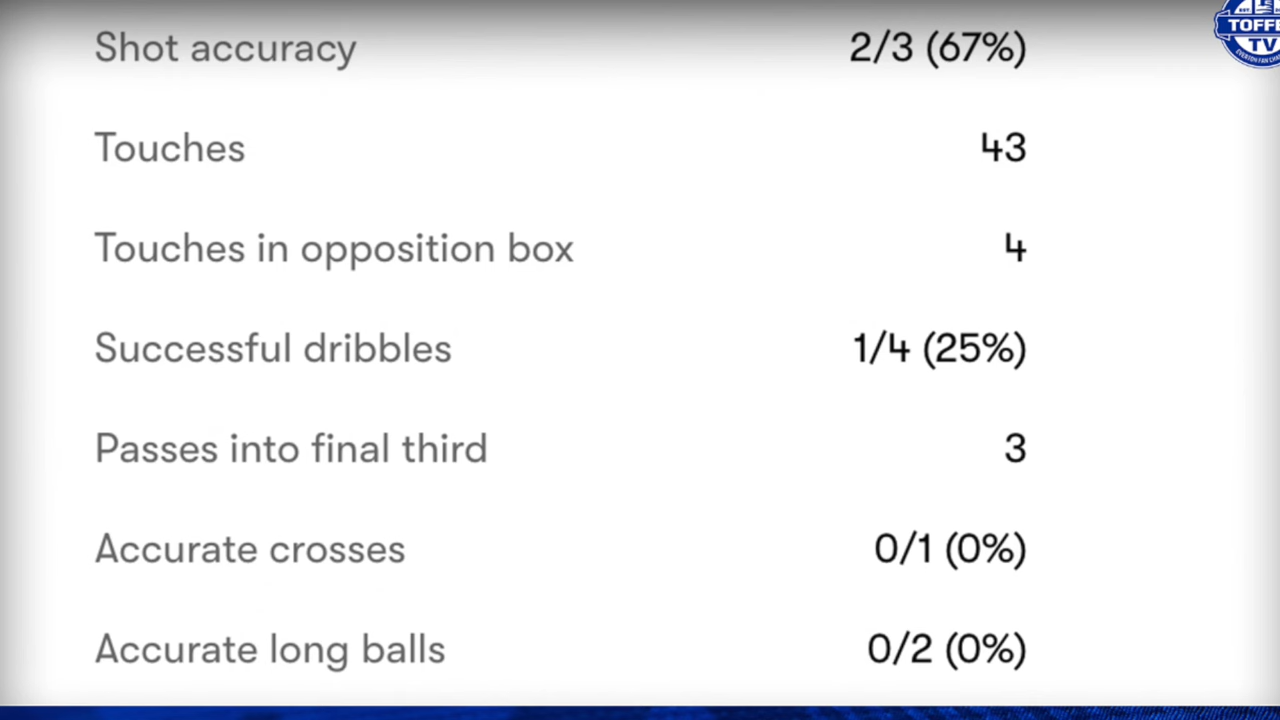 Shot accuracy 2/3 (67%)
Touches 43
Touches in opposition box 4
Successful dribbles 1/4 (25%)
Passes into final third 3
Accurate crosses 0/1 (0%)
Accurate long balls 0/2 (0%)
TV